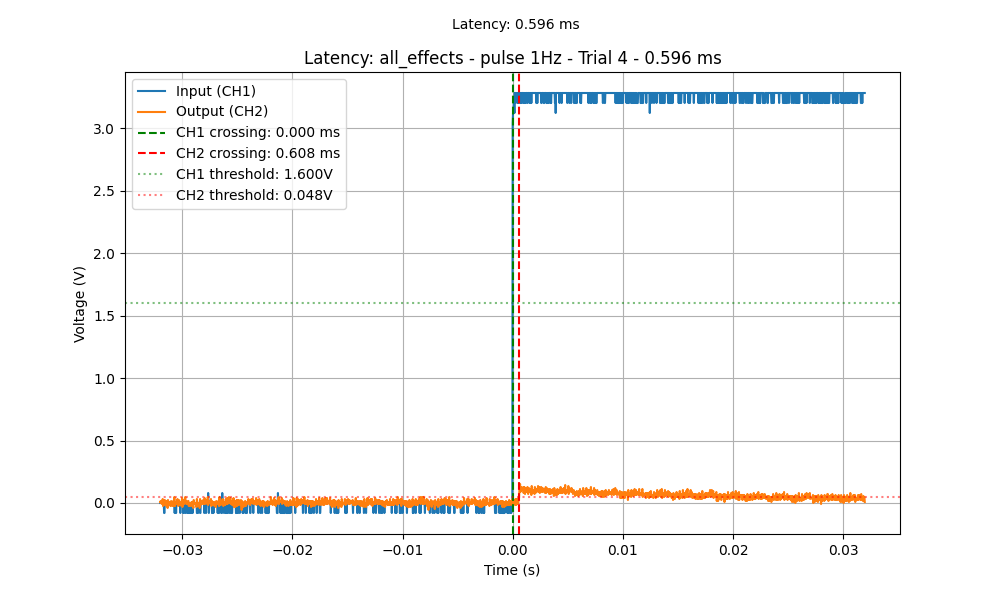 Latency: 0.596 ms
Latency: all_effects - pulse 1Hz - Trial 4 - 0.596 ms
Input (CH1)
Output (CH2)
CH1 crossing: 0.000 ms
CH2 crossing: 0.608 ms
CH1 threshold: 1.600V
CH2 threshold: 0.048V
Voltage (V)
3.0
2.5
2.0
1.5
1.0
0.5
0.0
−0.03 −0.02 −0.01 0.00 0.01 0.02 0.03
Time (s)